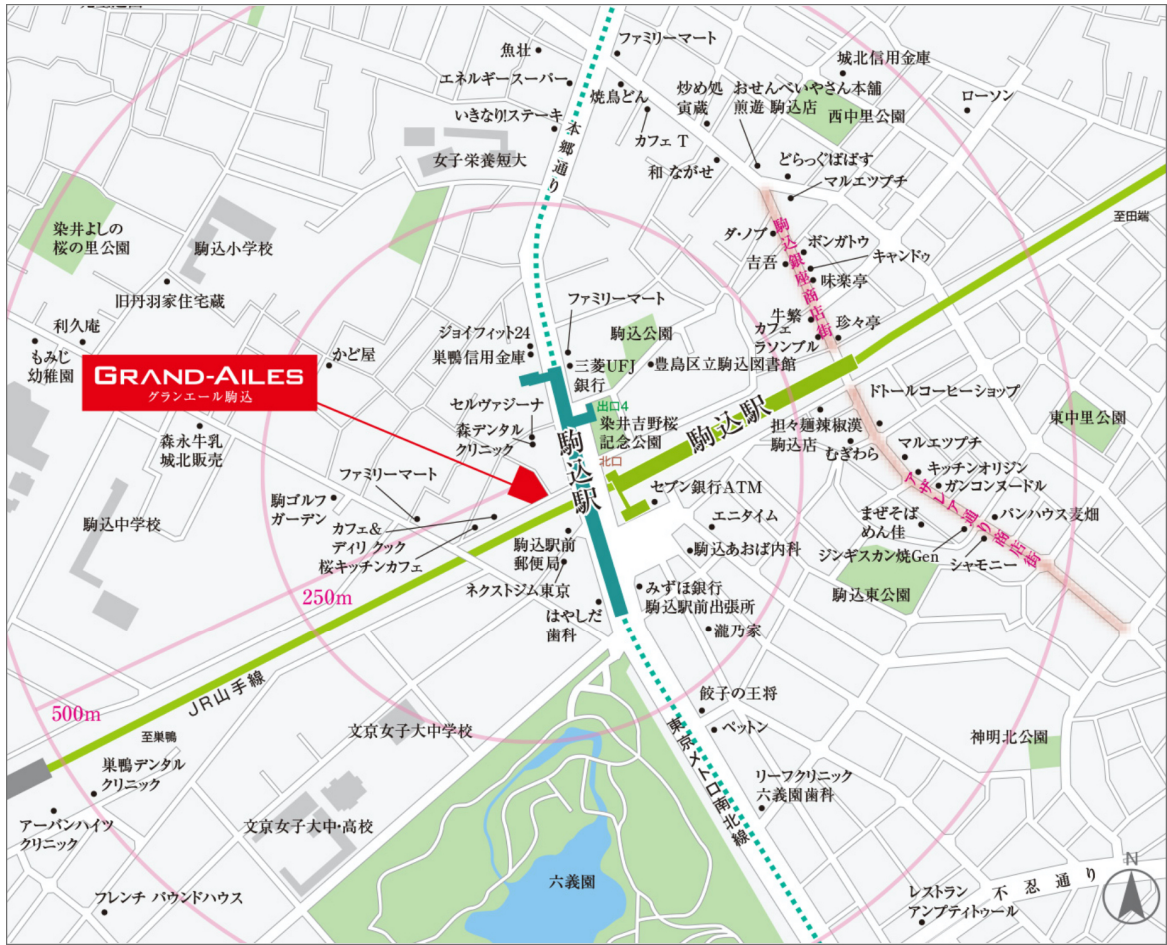 魚壮
ファミリーマート
城北信用金庫
エネルギースーパー
焼鳥どん
炒め処
寅蔵
おせんべいやさん本舗
煎遊 駒込店
西中里公園
ローソン
いきなり!ステーキ
本郷通り
カフェ T
女子栄養短大
和 ながせ
どらっぐぱぱす
マルエツプチ
至田端
染井よしの
桜の里公園
駒込小学校
ダ・ノブ
駒込銀座商店街
ボンガトウ
キャンドゥ
吉吾
味楽亭
旧丹羽家住宅蔵
ファミリーマート
利久庵
もみじ
幼稚園
ジョイフィット24
巣鴨信用金庫
駒込公園
牛繁
カフェ
ラソンブル
珍々亭
かど屋
三菱UFJ
銀行
豊島区立駒込図書館
GRAND-AILES
グランエール駒込
セルヴァジーナ
出口4
染井吉野桜
記念公園
駒込駅
ドトールコーヒーショップ
東中里公園
森永牛乳
城北販売
森デンタル
クリニック
駒込駅
北口
担々麺辣椒漢
駒込店
むぎわら
マルエツプチ
キッチンオリジン
ガンコンヌードル
ファミリーマート
駒ゴルフ
ガーデン
セブン銀行ATM
アザレア通り商店街
パンハウス麦畑
駒込中学校
カフェ&
ディリ クック
桜キッチンカフェ
エニタイム
まぜそば
めん佳
駒込駅前
郵便局
駒込あおば内科
ジンギスカン焼Gen
シャモニー
ネクストジム東京
みずほ銀行
駒込駅前出張所
駒込東公園
250m
はやしだ
歯科
瀧乃家
JR山手線
500m
餃子の王将
文京女子大中学校
ペットン
東京メトロ南北線
至巣鴨
神明北公園
巣鴨デンタル
クリニック
リーフクリニック
六義園歯科
アーバンハイツ
クリニック
文京女子大中・高校
六義園
N
フレンチ パウンドハウス
レストラン
アンプティトゥール
不忍通り